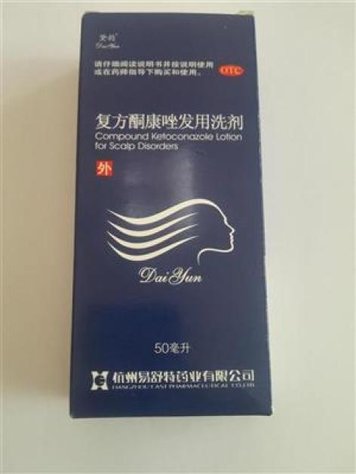 黛韵
DaiYun
请仔细阅读说明书并按说明使用
或在药师指导下购买和使用。
OTC
复方酮康唑发用洗剂
Compound Ketoconazole Lotion
for Scalp Disorders
外
DaiYun
50毫升
杭州易舒特药业有限公司
HANGZHOU EAST PHARMACEUTICAL CO.LTD